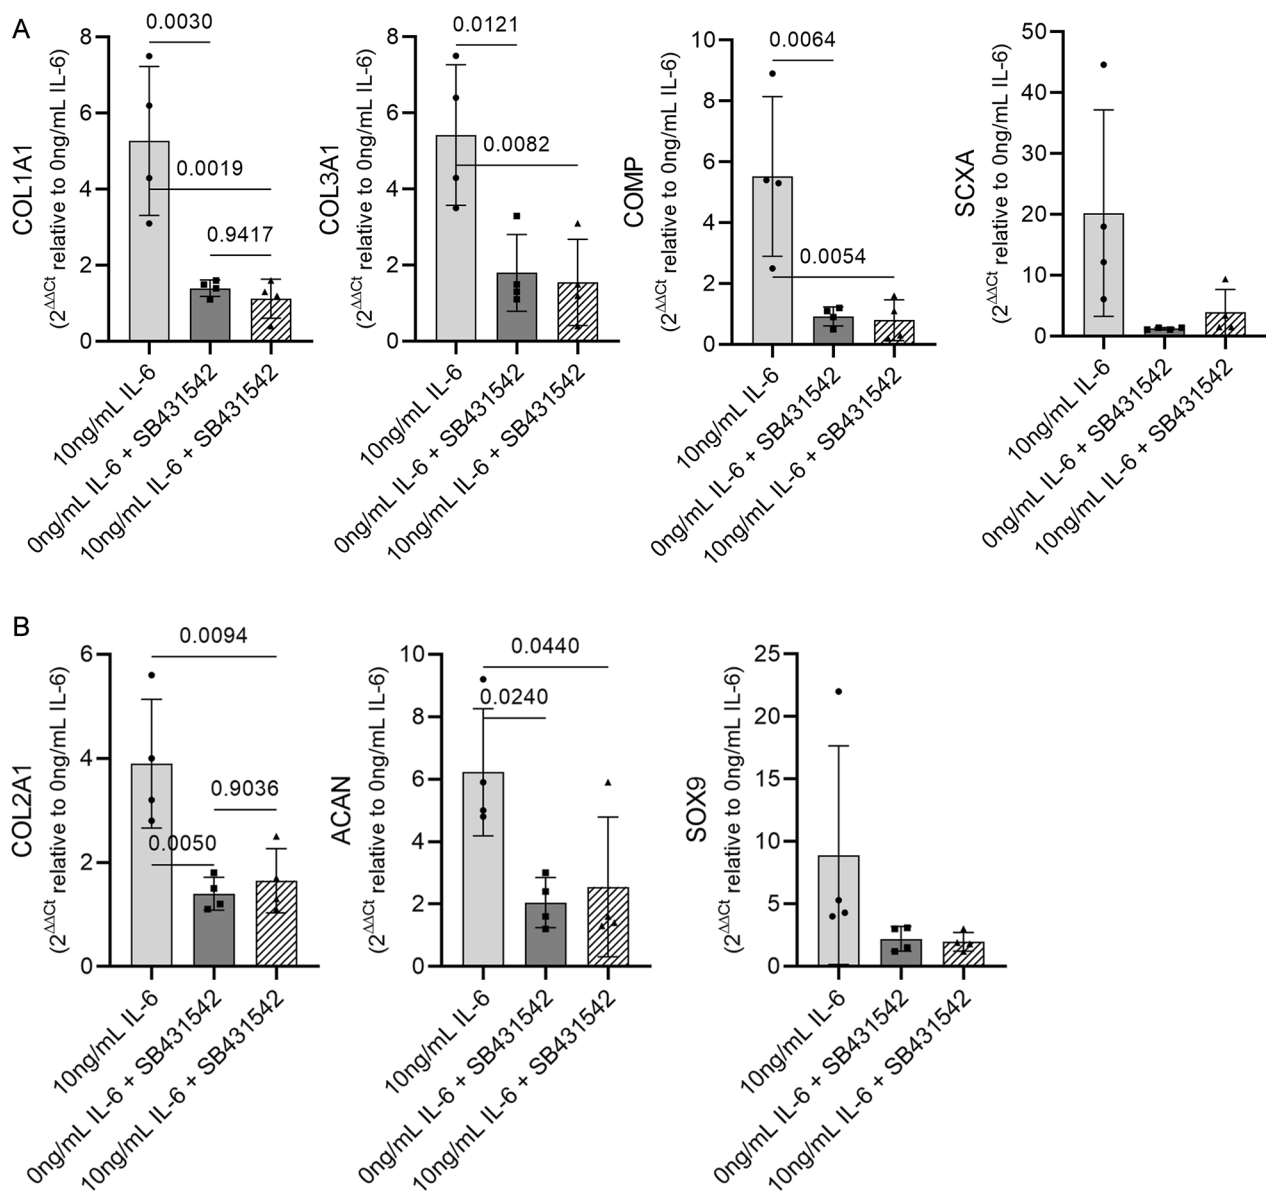 A
COL1A1
(2^ΔΔCt relative to 0ng/mL IL-6)
8
6
4
2
0
0.0030
0.0019
0.9417
10ng/mL IL-6
0ng/mL IL-6 + SB431542
10ng/mL IL-6 + SB431542
COL3A1
(2^ΔΔCt relative to 0ng/mL IL-6)
8
6
4
2
0
0.0121
0.0082
10ng/mL IL-6
0ng/mL IL-6 + SB431542
10ng/mL IL-6 + SB431542
COMP
(2^ΔΔCt relative to 0ng/mL IL-6)
10
8
6
4
2
0
0.0064
0.0054
10ng/mL IL-6
0ng/mL IL-6 + SB431542
10ng/mL IL-6 + SB431542
SCXA
(2^ΔΔCt relative to 0ng/mL IL-6)
50
40
30
20
10
0
10ng/mL IL-6
0ng/mL IL-6 + SB431542
10ng/mL IL-6 + SB431542
B
COL2A1
(2^ΔΔCt relative to 0ng/mL IL-6)
6
4
2
0
0.0094
0.9036
0.0050
10ng/mL IL-6
0ng/mL IL-6 + SB431542
10ng/mL IL-6 + SB431542
ACAN
(2^ΔΔCt relative to 0ng/mL IL-6)
10
8
6
4
2
0
0.0440
0.0240
10ng/mL IL-6
0ng/mL IL-6 + SB431542
10ng/mL IL-6 + SB431542
SOX9
(2^ΔΔCt relative to 0ng/mL IL-6)
25
20
15
10
5
0
10ng/mL IL-6
0ng/mL IL-6 + SB431542
10ng/mL IL-6 + SB431542